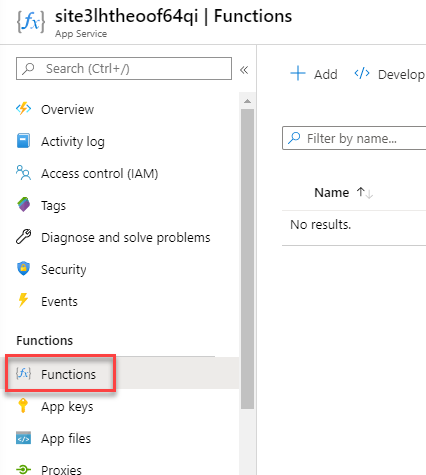 site3lhtheoof64qi | Functions
App Service
Search (Ctrl+/)
«
Add
Develop
Overview
Activity log
Access control (IAM)
Tags
Diagnose and solve problems
Security
Events
Filter by name...
Name ↑↓
No results.
Functions
Functions
App keys
App files
Proxies